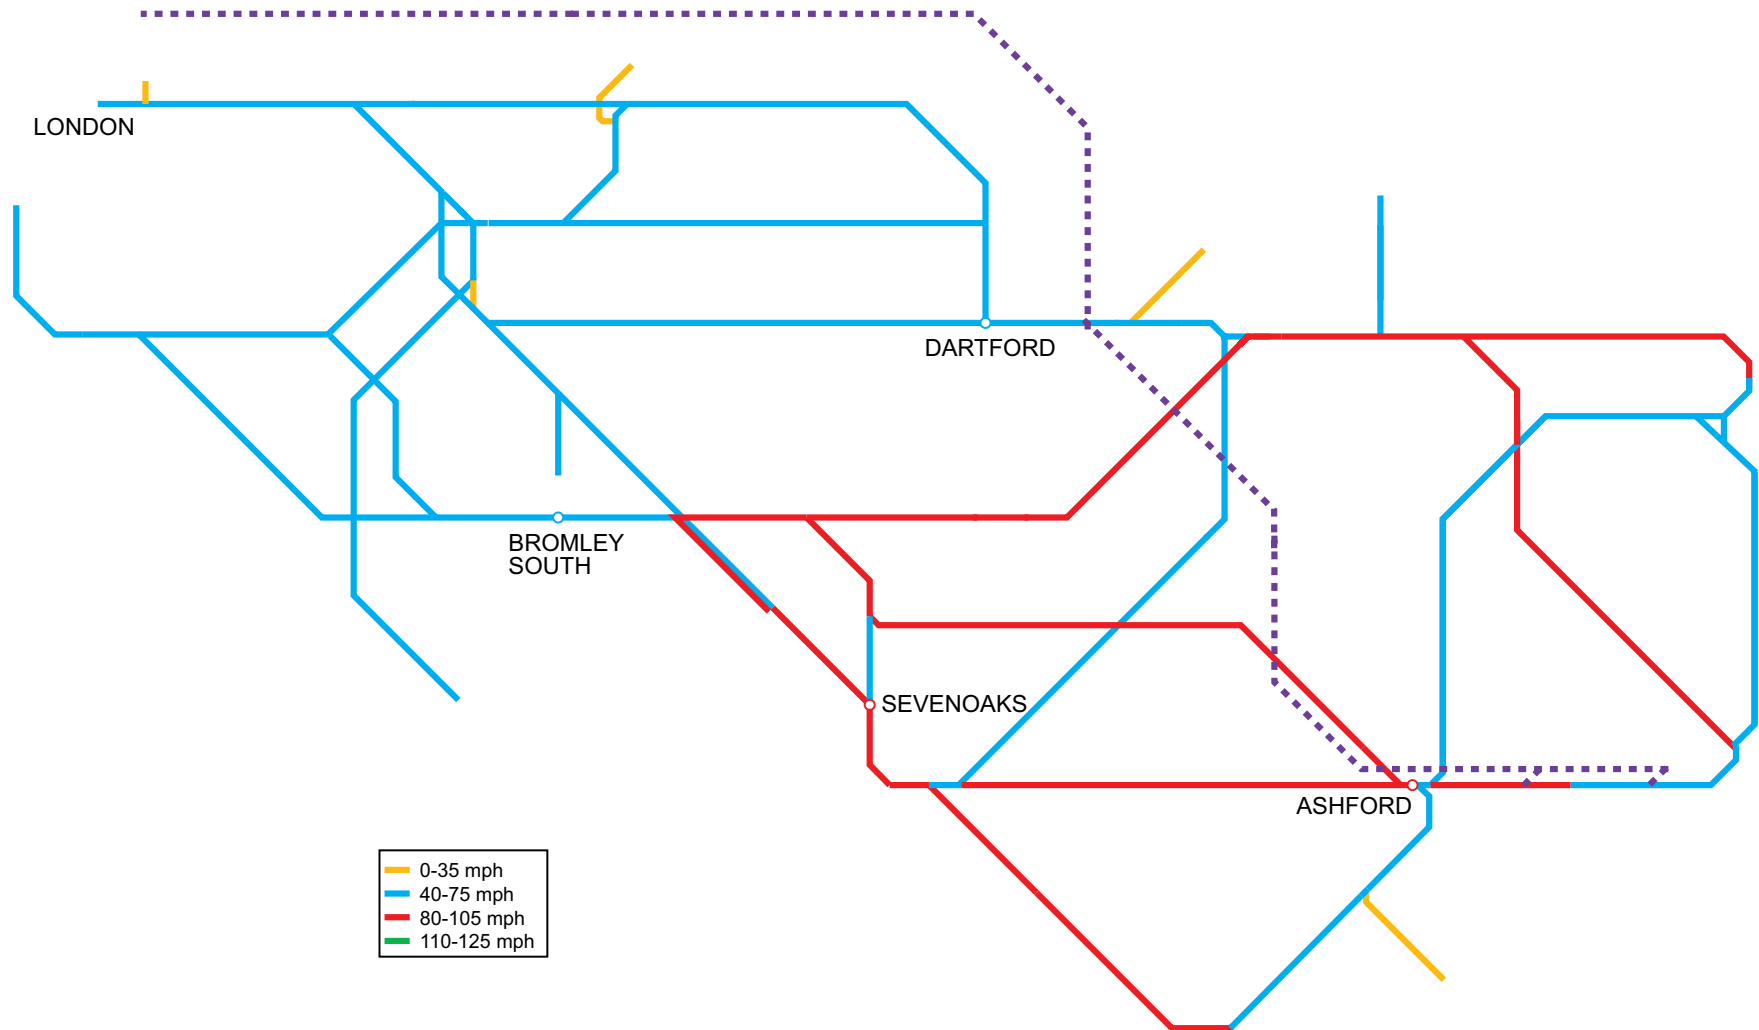 LONDON
DARTFORD
BROMLEY
SOUTH
SEVENOAKS
ASHFORD
0-35 mph
40-75 mph
80-105 mph
110-125 mph